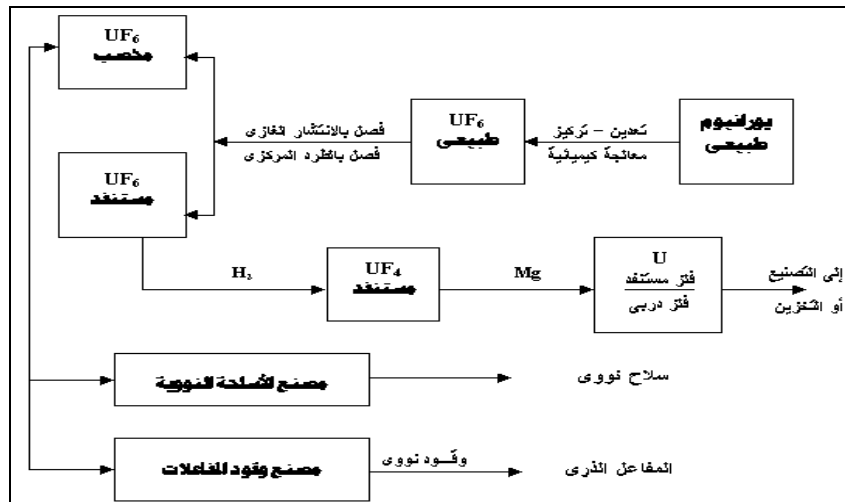 UF₆
مخصب
يورانيوم
طبيعى
تعدين – تركيز
معالجة كيميائية
UF₆
طبيعى
فصل بالانتشار الغازى
فصل بالطرد المركزى
UF₆
مستنفد
H₂
UF₄
مستنفد
Mg
U
فلز مستنفد
فلز دربى
إلى التصنيع
أو التخزين
مصنع للأسلحة النووية
سلاح نووى
مصنع وقود المفاعلات
وقود نووى
المفاعل الذرى